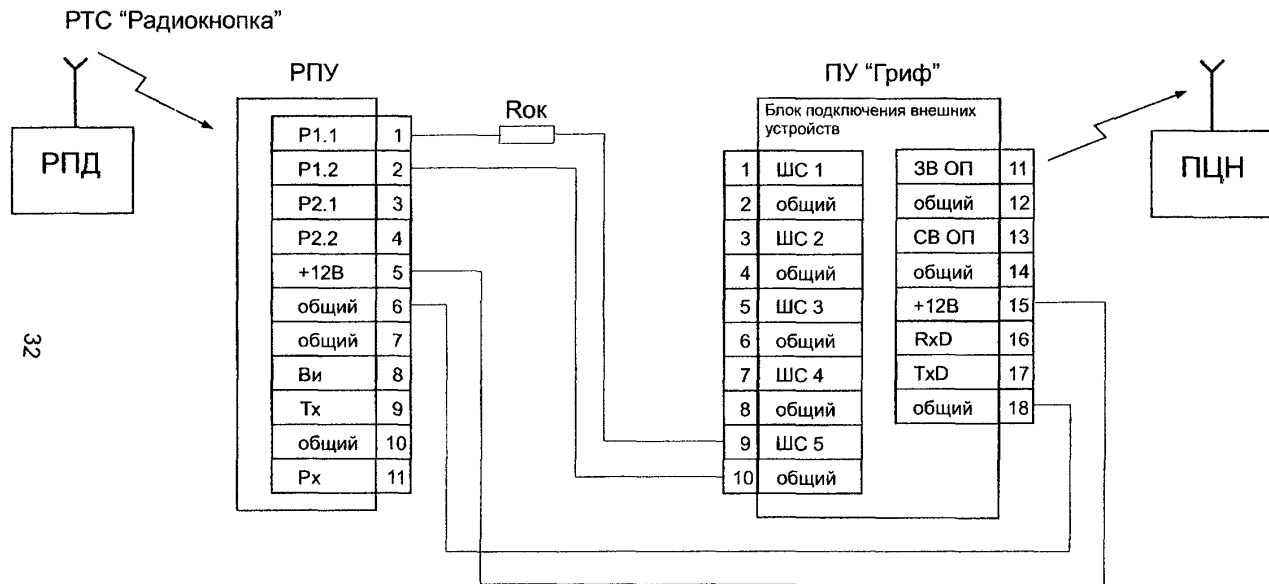 РТС “Радиокнопка”
РПД
РПУ
Р1.1 1
Р1.2 2
Р2.1 3
Р2.2 4
+12В 5
общий 6
общий 7
Ви 8
Тх 9
общий 10
Рх 11
Rок
ПУ “Гриф”
Блок подключения внешних
устройств
1 ШС 1
2 общий
3 ШС 2
4 общий
5 ШС 3
6 общий
7 ШС 4
8 общий
9 ШС 5
10 общий
ЗВ ОП 11
общий 12
СВ ОП 13
общий 14
+12В 15
RxD 16
TxD 17
общий 18
ПЦН
32